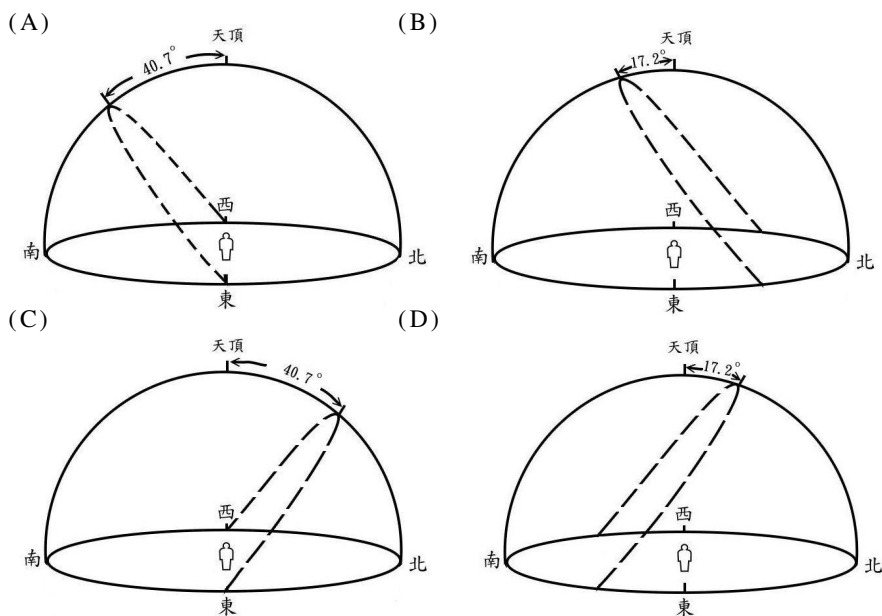 (A)
天頂
40.7°
西
南
北
東
(B)
天頂
17.2°
西
南
北
東
(C)
天頂
40.7°
西
南
北
東
(D)
天頂
17.2°
西
南
北
東